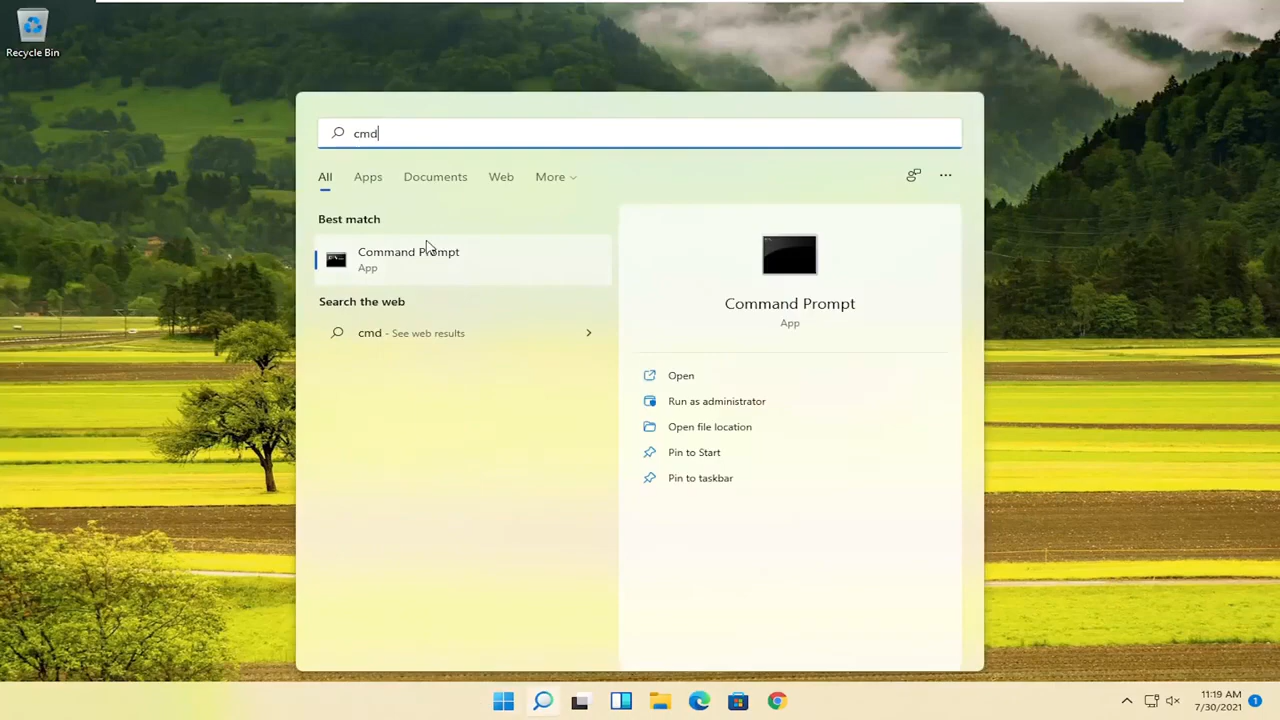 Recycle Bin
cmd
All Apps Documents Web More
Best match
Command Prompt
App
Search the web
cmd - See web results
Command Prompt
App
Open
Run as administrator
Open file location
Pin to Start
Pin to taskbar
11:19 AM
7/30/2021
1